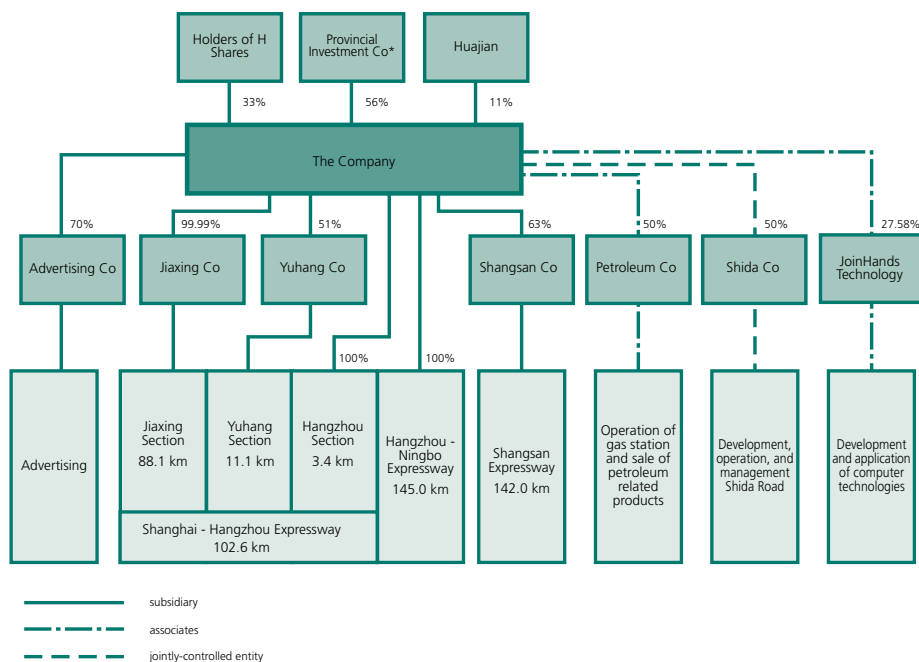 Holders of H
Shares
Provincial
Investment Co*
Huajian
33%
56%
11%
The Company
70%
99.99%
51%
63%
50%
50%
27.58%
Advertising Co
Jiaxing Co
Yuhang Co
Shangsan Co
Petroleum Co
Shida Co
JoinHands
Technology
100%
100%
Advertising
Jiaxing
Section
88.1 km
Yuhang
Section
11.1 km
Hangzhou
Section
3.4 km
Shanghai - Hangzhou Expressway
102.6 km
Hangzhou -
Ningbo
Expressway
145.0 km
Shangsan
Expressway
142.0 km
Operation of
gas station
and sale of
petroleum
related
products
Development,
operation, and
management
Shida Road
Development
and application
of computer
technologies
subsidiary
associates
jointly-controlled entity